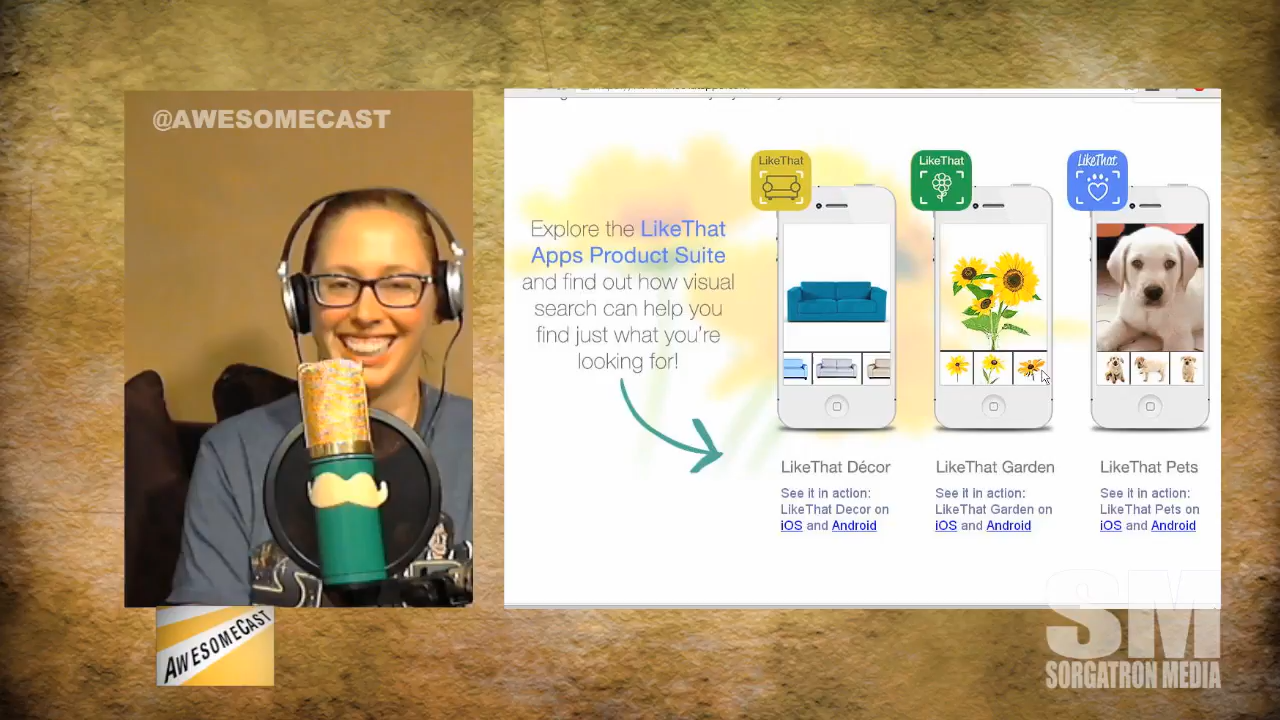 @AWESOMECAST
LikeThat
LikeThat
LikeThat
Explore the LikeThat
Apps Product Suite
and find out how visual
search can help you
find just what you're
looking for!
LikeThat Décor
See it in action:
LikeThat Decor on
iOS and Android
LikeThat Garden
See it in action:
LikeThat Garden on
iOS and Android
LikeThat Pets
See it in action:
LikeThat Pets on
iOS and Android
AWESOMECAST
SM
SORGATRON MEDIA